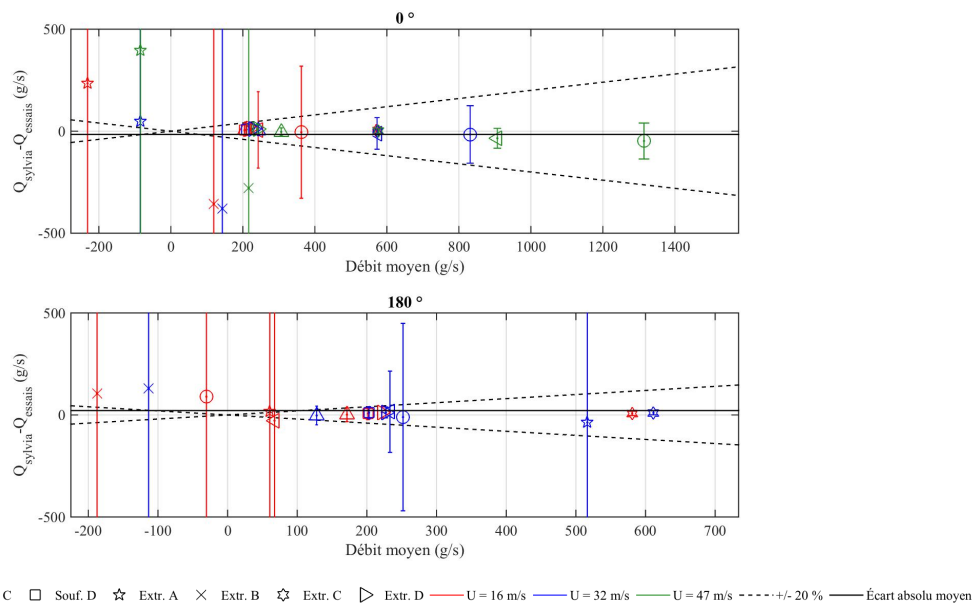 0 °
500
0
-500
Q_sylvia-Q_essais (g/s)
-200 0 200 400 600 800 1000 1200 1400
Débit moyen (g/s)
180 °
500
0
-500
Q_sylvia-Q_essais (g/s)
-200 -100 0 100 200 300 400 500 600 700
Débit moyen (g/s)
C Souf. D Extr. A Extr. B Extr. C Extr. D U = 16 m/s U = 32 m/s U = 47 m/s +/- 20 % Écart absolu moyen